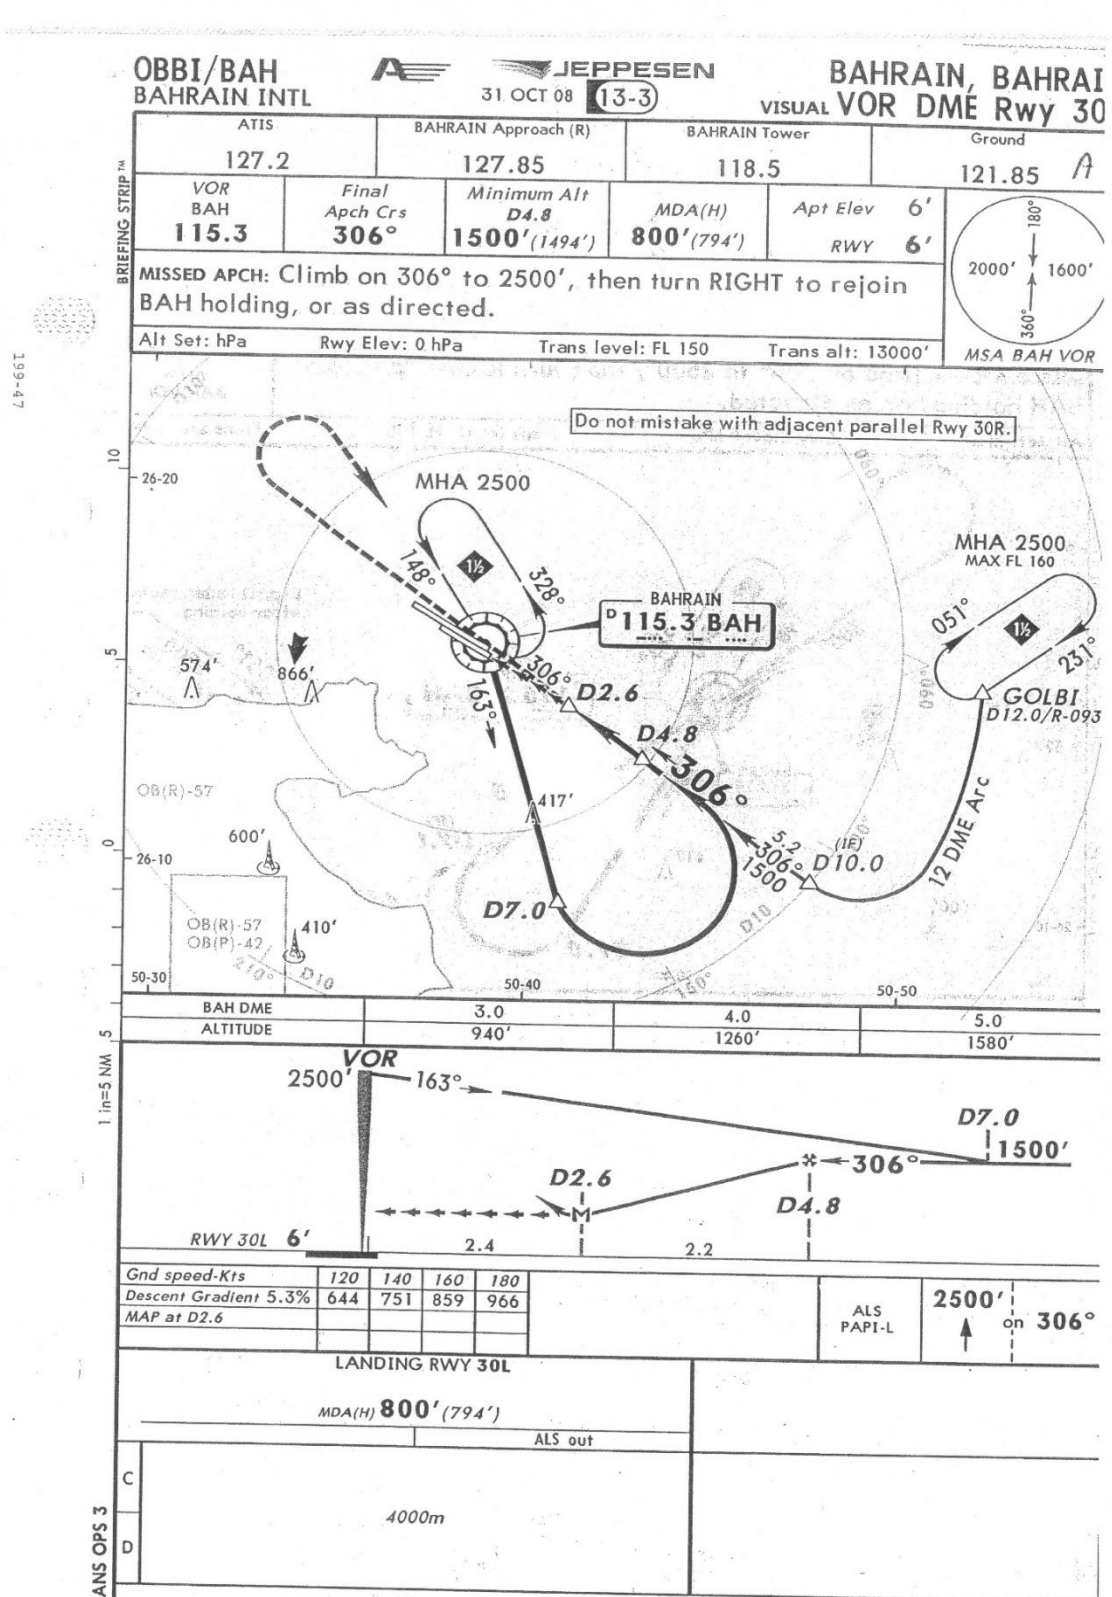 OBBI/BAH
BAHRAIN INTL
JEPPESEN
31 OCT 08 13-3
BAHRAIN, BAHRAI
VISUAL VOR DME Rwy 30
BRIEFING STRIP™
ATIS
127.2
BAHRAIN Approach (R)
127.85
BAHRAIN Tower
118.5
Ground
121.85 A
VOR
BAH
115.3
Final
Apch Crs
306°
Minimum Alt
D4.8
1500'(1494')
MDA(H)
800'(794')
Apt Elev 6'
RWY 6'
MISSED APCH: Climb on 306° to 2500', then turn RIGHT to rejoin
BAH holding, or as directed.
180°
2000' 1600'
360°
MSA BAH VOR
Alt Set: hPa Rwy Elev: 0 hPa Trans level: FL 150 Trans alt: 13000'
199-47
Do not mistake with adjacent parallel Rwy 30R.
10
26-20
MHA 2500
148°
1½
328°
MHA 2500
MAX FL 160
051°
1½
231°
BAHRAIN
D 115.3 BAH
5
574'
866'
306°
163°
D2.6
GOLBI
D12.0/R-093
D4.8
306°
OB(R)-57
417'
12 DME Arc
600'
0
26-10
5.2
306°
1500
(IF)
D10.0
D7.0
OB(R)-57
OB(P)-42
410'
50-30
50-40
50-50
5
1 in=5 NM
BAH DME 3.0 4.0 5.0
ALTITUDE 940' 1260' 1580'
VOR
2500'
163°
D7.0
1500'
306°
D2.6
M
D4.8
RWY 30L 6'
2.4
2.2
Gnd speed-Kts 120 140 160 180
Descent Gradient 5.3% 644 751 859 966
MAP at D2.6
ALS
PAPI-L
2500'
on 306°
LANDING RWY 30L
MDA(H) 800'(794')
ALS out
C
4000m
D
ANS OPS 3